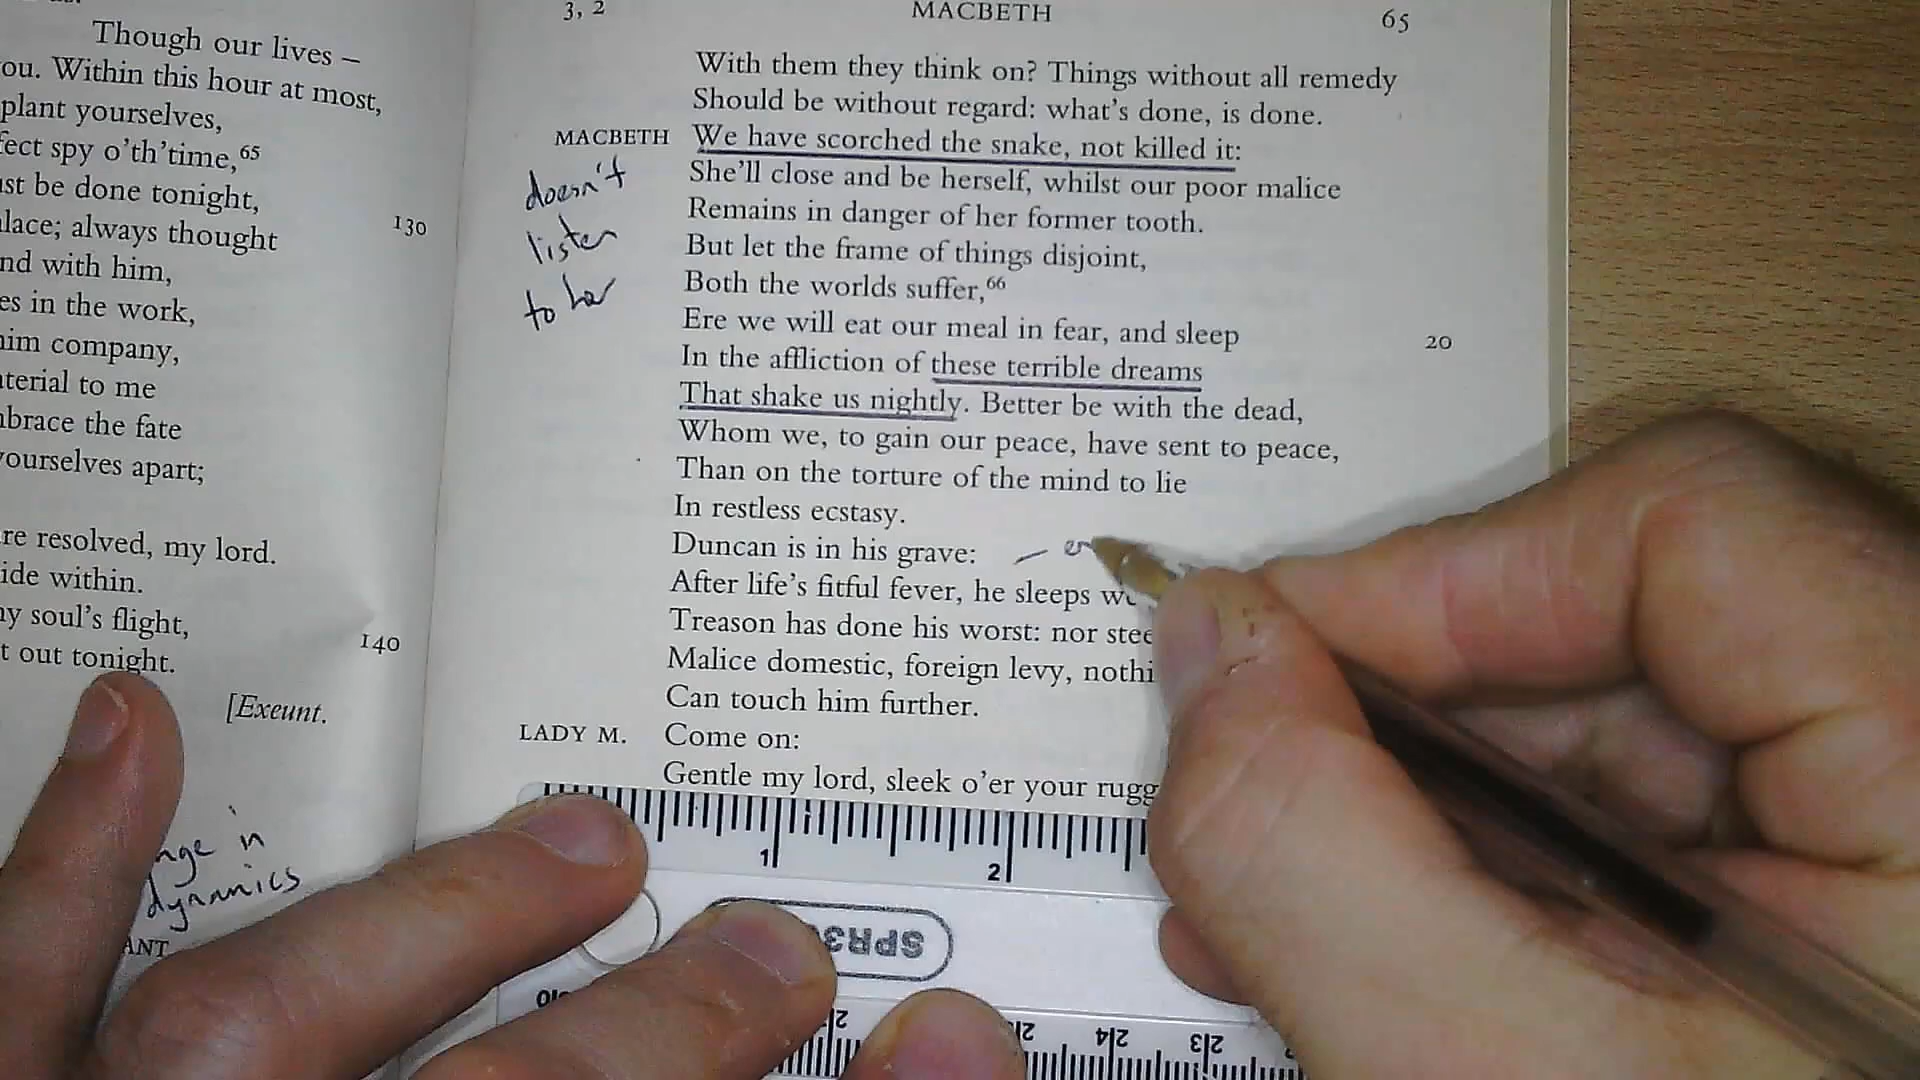 Though our lives –
ou. Within this hour at most,
plant yourselves,
fect spy o'th'time,65
ust be done tonight,
130
lace; always thought
nd with him,
es in the work,
him company,
terial to me
mbrace the fate
yourselves apart;
re resolved, my lord.
ide within.
ny soul's flight,
140
t out tonight.
[Exeunt.
nge in
dynamics
ANT
3, 2 MACBETH 65
With them they think on? Things without all remedy
Should be without regard: what's done, is done.
MACBETH We have scorched the snake, not killed it:
She'll close and be herself, whilst our poor malice
Remains in danger of her former tooth.
But let the frame of things disjoint,
Both the worlds suffer,66
Ere we will eat our meal in fear, and sleep 20
In the affliction of these terrible dreams
That shake us nightly. Better be with the dead,
Whom we, to gain our peace, have sent to peace,
Than on the torture of the mind to lie
In restless ecstasy.
Duncan is in his grave: – en
After life's fitful fever, he sleeps we
Treason has done his worst: nor stee
Malice domestic, foreign levy, nothi
Can touch him further.
LADY M. Come on:
Gentle my lord, sleek o'er your rugg
doesn't
listen
to her
1 2
SPR3